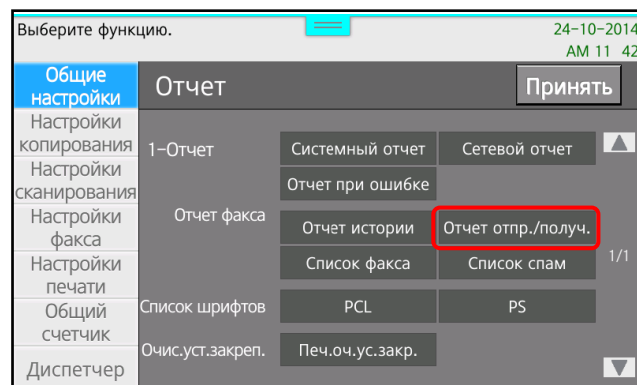 Выберите функцию.
24-10-2014
AM 11 42
Общие
настройки
Отчет
Принять
Настройки
копирования
1-Отчет
Системный отчет
Сетевой отчет
Настройки
сканирования
Отчет при ошибке
Настройки
факса
Отчет факса
Отчет истории
Отчет отпр./получ.
Настройки
печати
Список факса
Список спам
1/1
Общий
счетчик
Список шрифтов
PCL
PS
Очис.уст.закреп.
Печ.оч.ус.закр.
Диспетчер